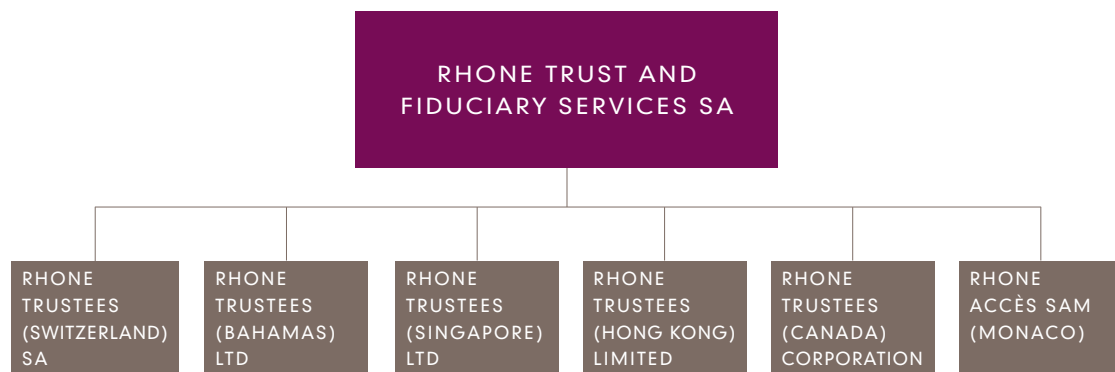 RHONE TRUST AND
FIDUCIARY SERVICES SA
RHONE
TRUSTEES
(SWITZERLAND)
SA
RHONE
TRUSTEES
(BAHAMAS)
LTD
RHONE
TRUSTEES
(SINGAPORE)
LTD
RHONE
TRUSTEES
(HONG KONG)
LIMITED
RHONE
TRUSTEES
(CANADA)
CORPORATION
RHONE
ACCÈS SAM
(MONACO)